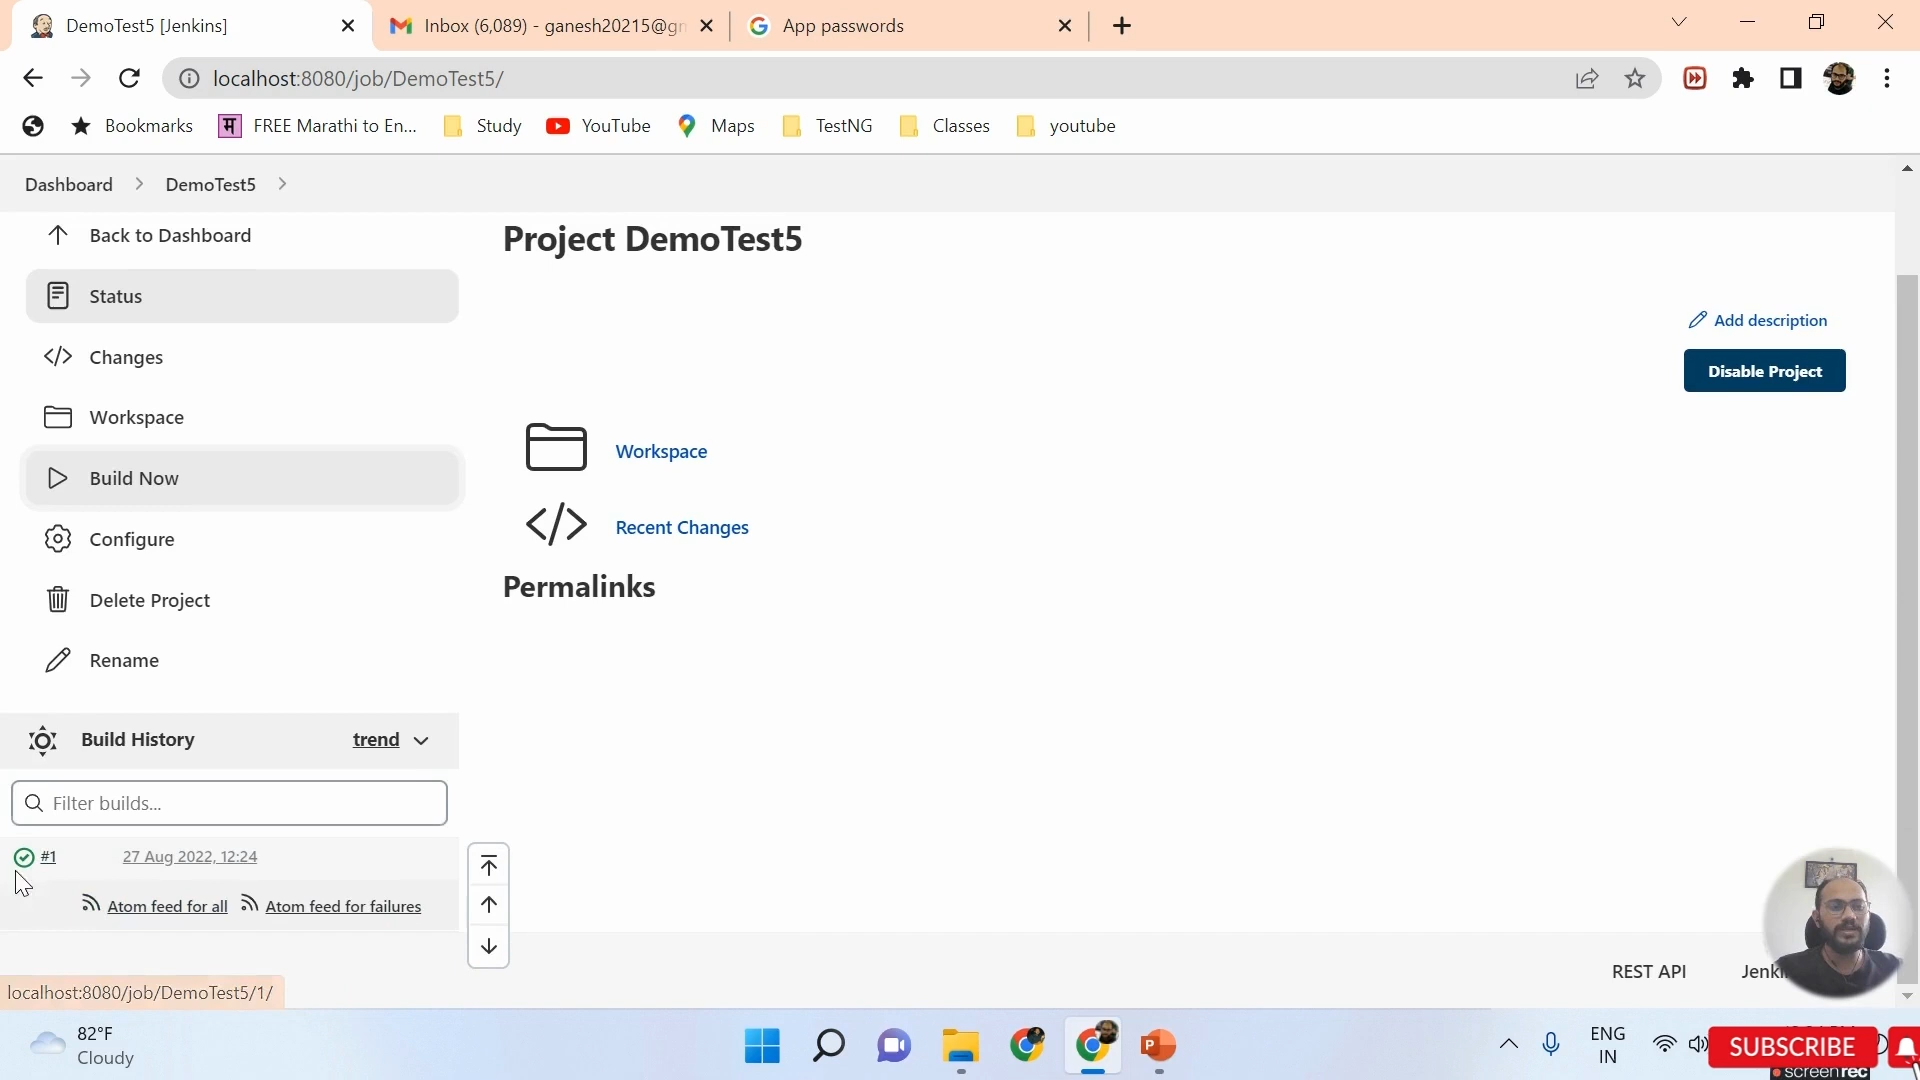 DemoTest5 [Jenkins]
Inbox (6,089) - ganesh20215@gm
App passwords
localhost:8080/job/DemoTest5/
Bookmarks
FREE Marathi to En...
Study
YouTube
Maps
TestNG
Classes
youtube
Dashboard
DemoTest5
Back to Dashboard
Project DemoTest5
Status
Add description
Changes
Disable Project
Workspace
Workspace
Build Now
Recent Changes
Configure
Permalinks
Delete Project
Rename
Build History
trend
Filter builds...
#1
27 Aug 2022, 12:24
Atom feed for all
Atom feed for failures
REST API
localhost:8080/job/DemoTest5/1/
82°F
Cloudy
ENG
IN
SUBSCRIBE
screenrec